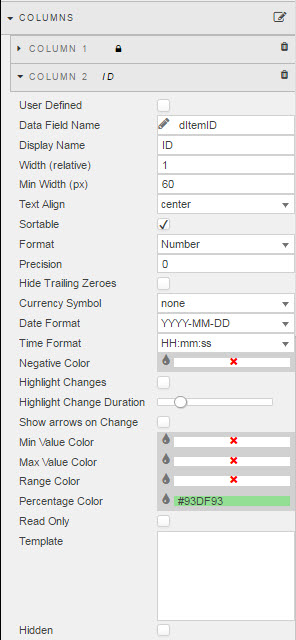 COLUMNS
COLUMN 1
COLUMN 2 ID
User Defined
Data Field Name dItemID
Display Name ID
Width (relative) 1
Min Width (px) 60
Text Align center
Sortable
Format Number
Precision 0
Hide Trailing Zeroes
Currency Symbol none
Date Format YYYY-MM-DD
Time Format HH:mm:ss
Negative Color
Highlight Changes
Highlight Change Duration
Show arrows on Change
Min Value Color
Max Value Color
Range Color
Percentage Color #93DF93
Read Only
Template
Hidden